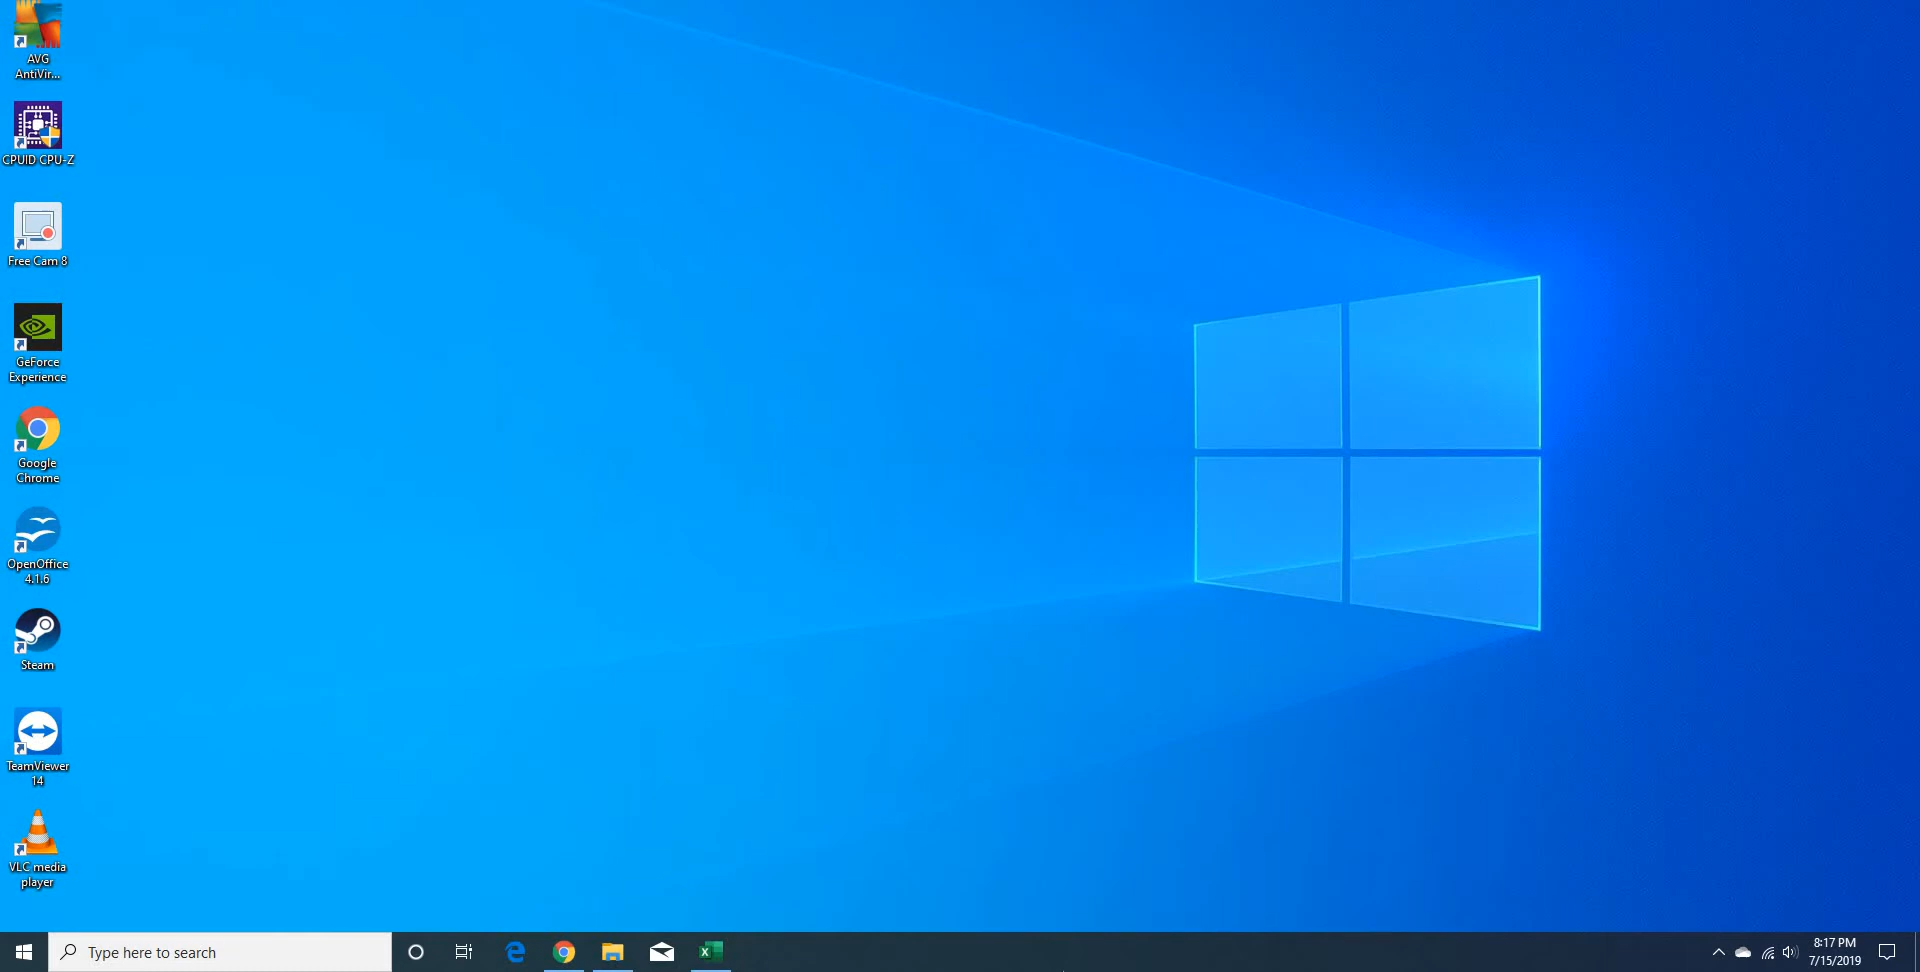 AVG
AntiVir...
CPUID CPU-Z
Free Cam 8
GeForce
Experience
Google
Chrome
OpenOffice
4.1.6
Steam
TeamViewer
14
VLC media
player
Type here to search
8:17 PM
7/15/2019